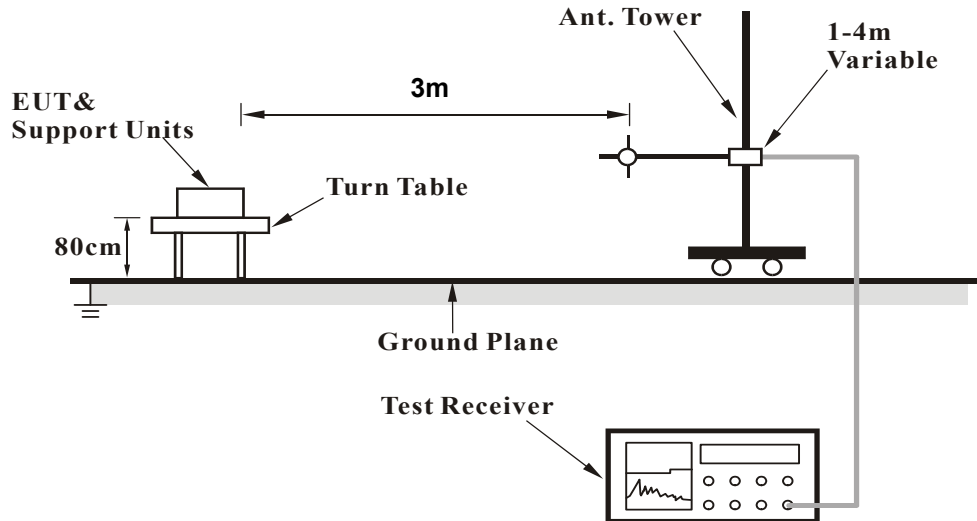 Ant. Tower
1-4m
Variable
3m
EUT&
Support Units
Turn Table
80cm
Ground Plane
Test Receiver